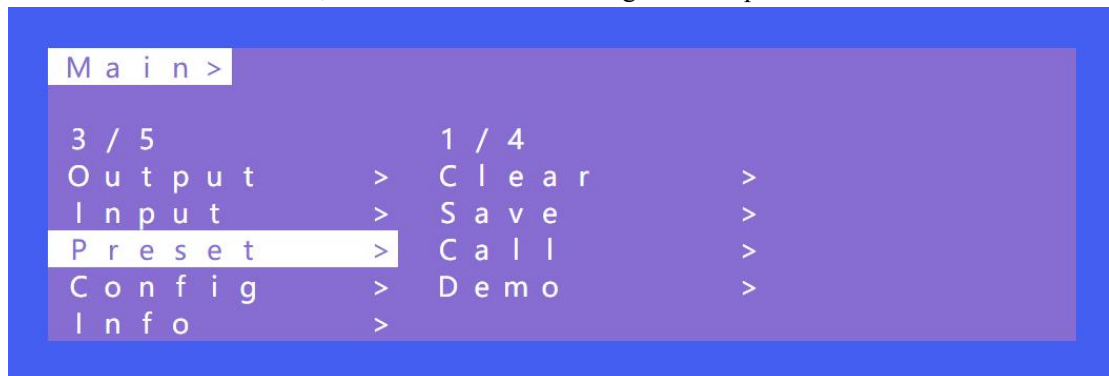 Main>
3/5 1/4
Output > Clear >
Input > Save >
Preset > Call >
Config > Demo >
Info >